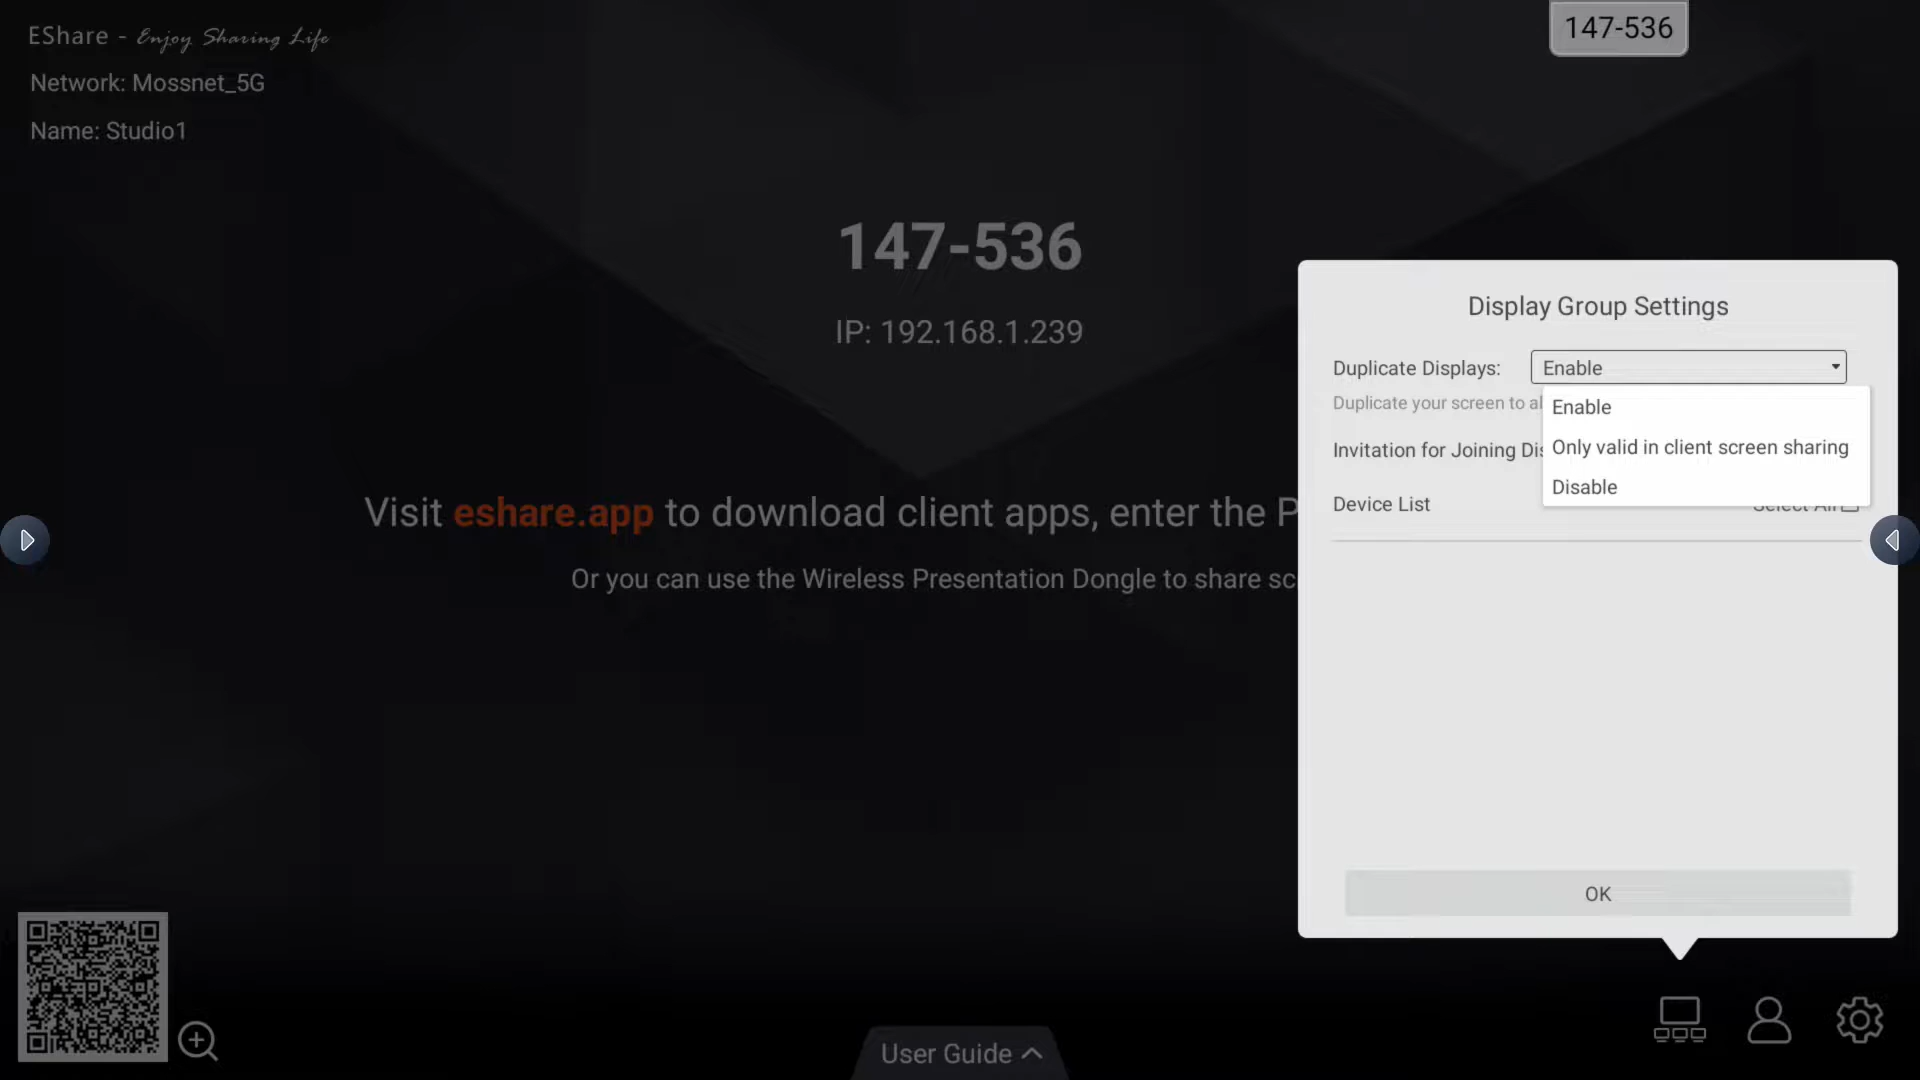 EShare - Enjoy Sharing Life
147-536
Network: Mossnet_5G
Name: Studio1
147-536
IP: 192.168.1.239
Visit eshare.app to download client apps, enter the P
Or you can use the Wireless Presentation Dongle to share sc
Display Group Settings
Duplicate Displays: Enable
Duplicate your screen to al
Enable
Invitation for Joining Dis
Only valid in client screen sharing
Disable
Device List
Select All
OK
User Guide